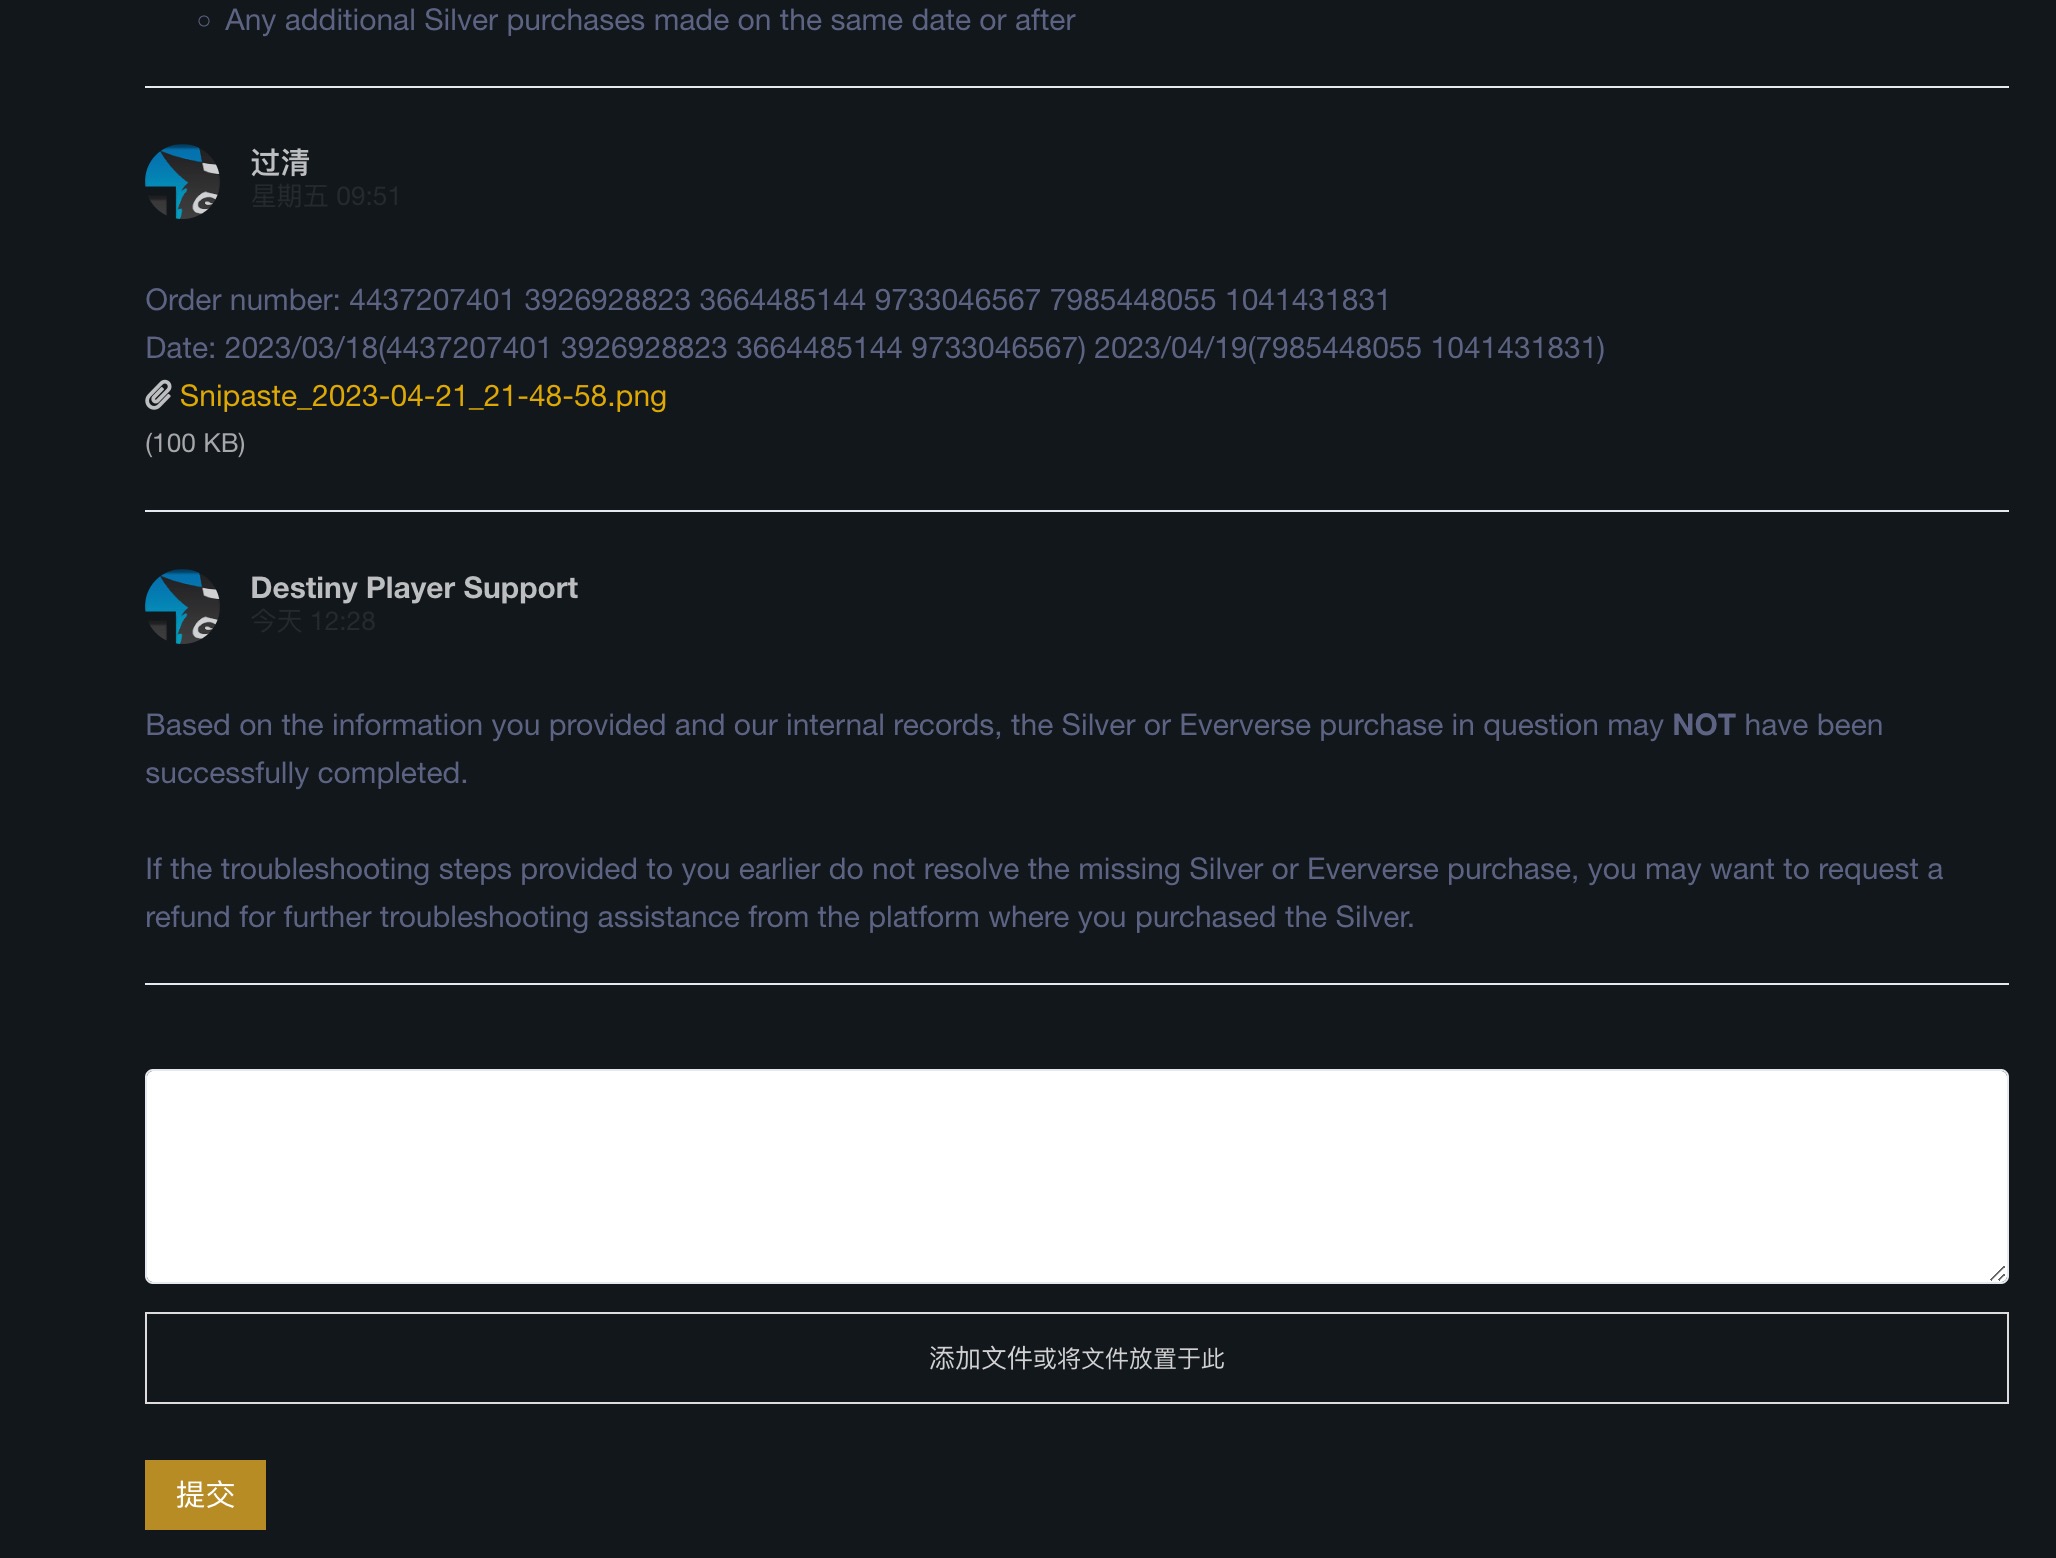 Any additional Silver purchases made on the same date or after
过清
星期五 09:51
Order number: 4437207401 3926928823 3664485144 9733046567 7985448055 1041431831
Date: 2023/03/18(4437207401 3926928823 3664485144 9733046567) 2023/04/19(7985448055 1041431831)
Snipaste_2023-04-21_21-48-58.png
(100 KB)
Destiny Player Support
今天 12:28
Based on the information you provided and our internal records, the Silver or Eververse purchase in question may NOT have been
successfully completed.
If the troubleshooting steps provided to you earlier do not resolve the missing Silver or Eververse purchase, you may want to request a
refund for further troubleshooting assistance from the platform where you purchased the Silver.
添加文件或将文件放置于此
提交